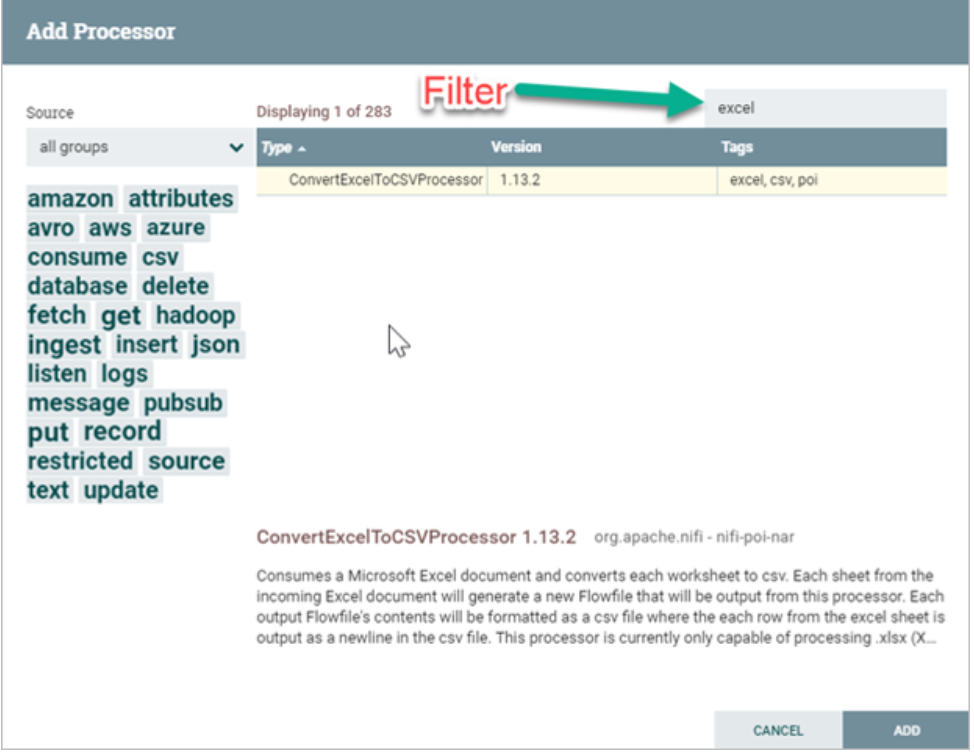 Add Processor
Source
Displaying 1 of 283
Filter
excel
all groups
Type
Version
Tags
ConvertExcelToCSVProcessor
1.13.2
excel, csv, poi
amazon attributes
avro aws azure
consume csv
database delete
fetch get hadoop
ingest insert json
listen logs
message pubsub
put record
restricted source
text update
ConvertExcelToCSVProcessor 1.13.2 org.apache.nifi - nifi-poi-nar
Consumes a Microsoft Excel document and converts each worksheet to csv. Each sheet from the
incoming Excel document will generate a new Flowfile that will be output from this processor. Each
output Flowfile's contents will be formatted as a csv file where the each row from the excel sheet is
output as a newline in the csv file. This processor is currently only capable of processing .xlsx (X...
CANCEL
ADD